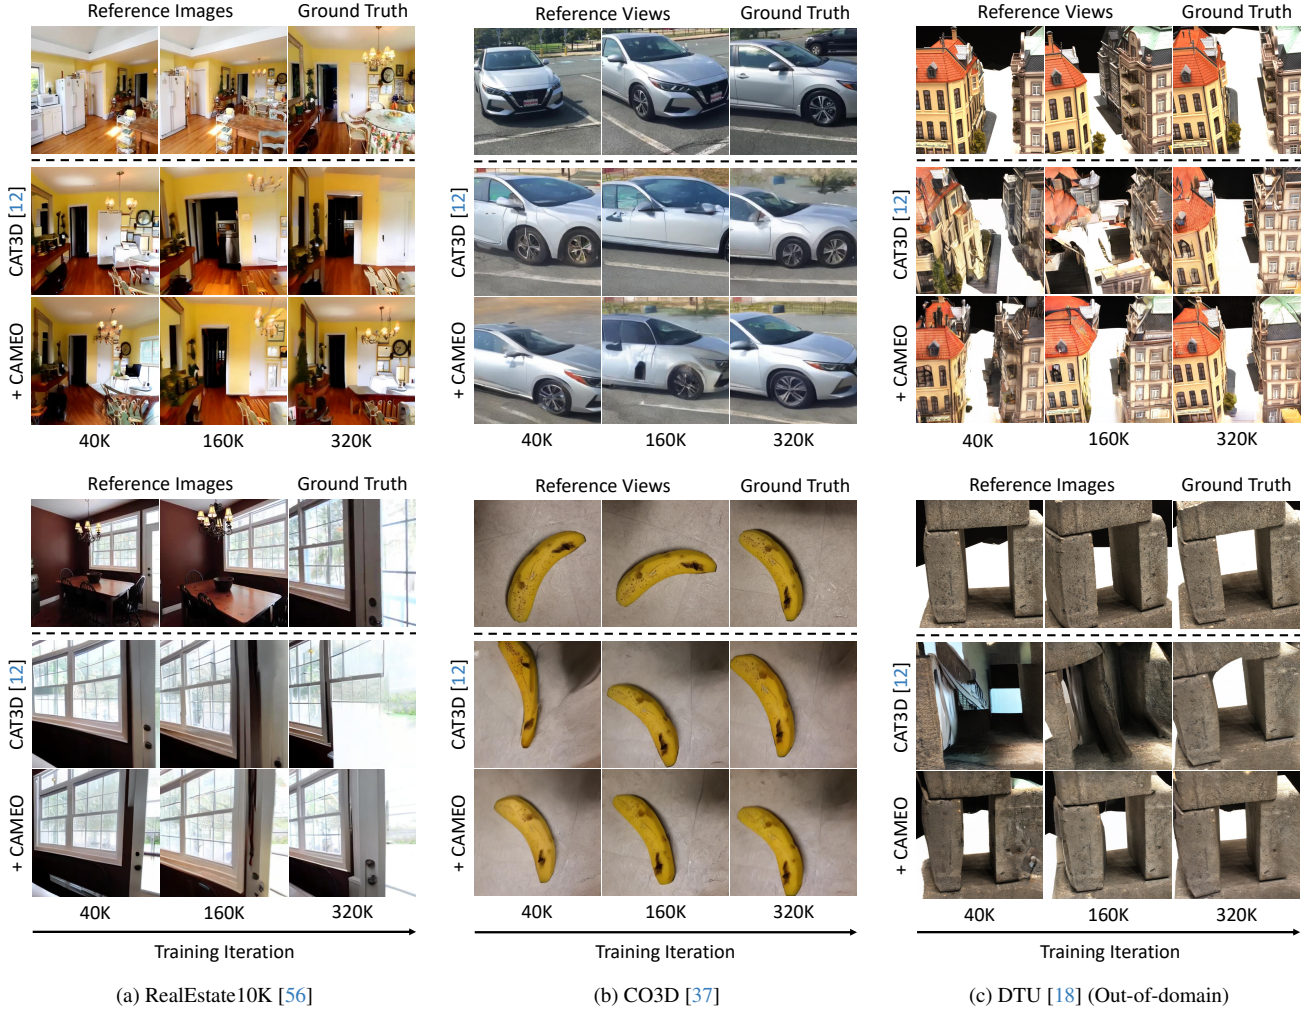 Reference Images Ground Truth
Reference Views Ground Truth
Reference Views Ground Truth
CAT3D [12]
+ CAMEO
40K 160K 320K
CAT3D [12]
+ CAMEO
40K 160K 320K
CAT3D [12]
+ CAMEO
40K 160K 320K
Reference Images Ground Truth
Reference Views Ground Truth
Reference Images Ground Truth
CAT3D [12]
+ CAMEO
40K 160K 320K
Training Iteration
CAT3D [12]
+ CAMEO
40K 160K 320K
Training Iteration
CAT3D [12]
+ CAMEO
40K 160K 320K
Training Iteration
(a) RealEstate10K [56]
(b) CO3D [37]
(c) DTU [18] (Out-of-domain)